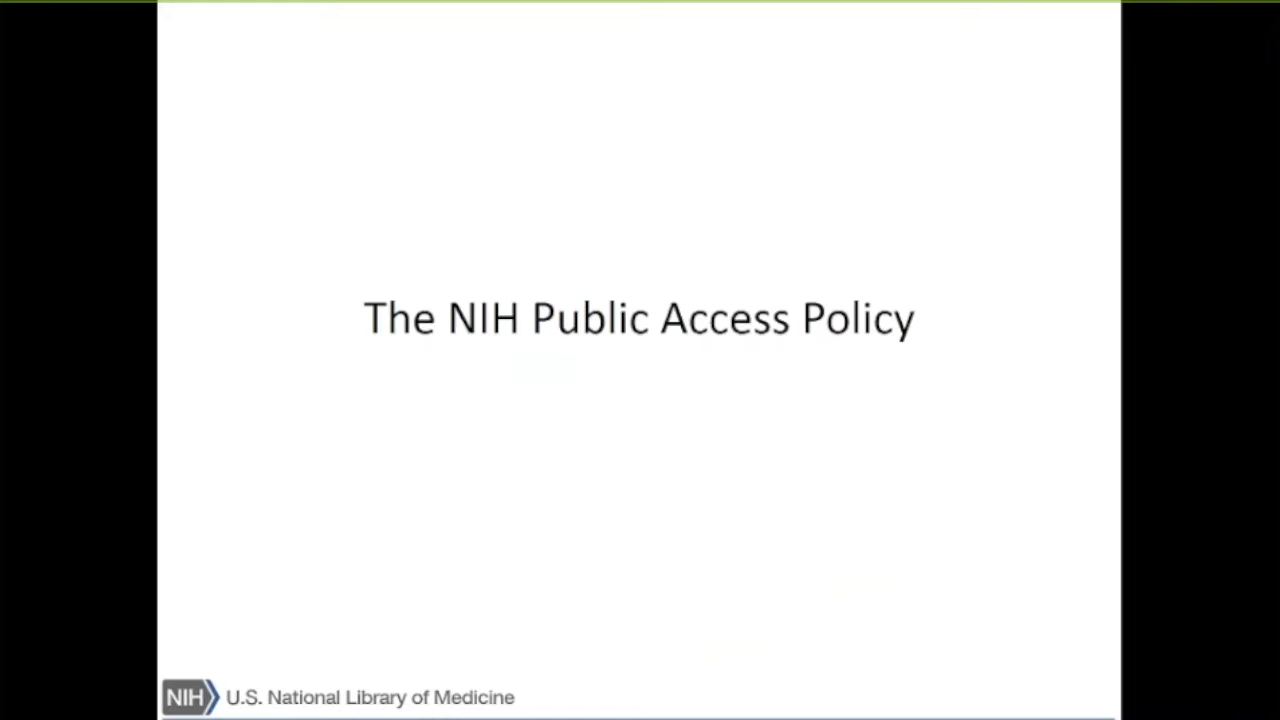 The NIH Public Access Policy
NIH U.S. National Library of Medicine